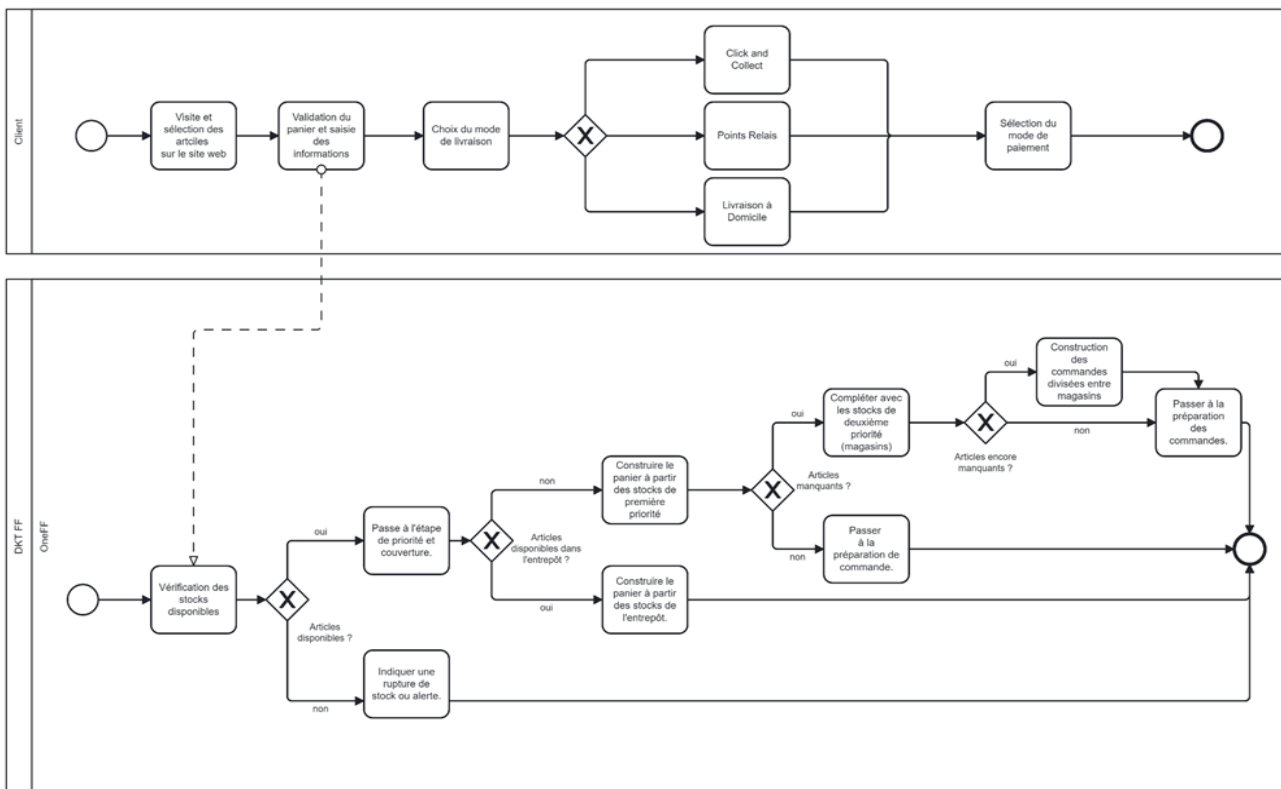 Client
Visite et
sélection des
artciles
sur le site web
Validation du
panier et saisie
des
informations
Choix du mode
de livraison
X
Click and
Collect
Points Relais
Livraison à
Domicile
Sélection du
mode de
paiement
DKT FF
OneFF
Vérification des
stocks
disponibles
X
Articles
disponibles ?
oui
non
Passe à l'étape
de priorité et
couverture.
Indiquer une
rupture de
stock ou alerte.
X
Articles
disponibles dans
l'entrepôt ?
non
oui
Construire le
panier à partir
des stocks de
première
priorité
Construire le
panier à partir
des stocks de
l'entrepôt.
X
Articles
manquants ?
oui
non
Compléter avec
les stocks de
deuxième
priorité
(magasins)
Passer
à la
préparation de
commande.
X
Articles encore
manquants ?
oui
non
Construction
des
commandes
divisées entre
magasins
Passer à la
préparation
des
commandes.